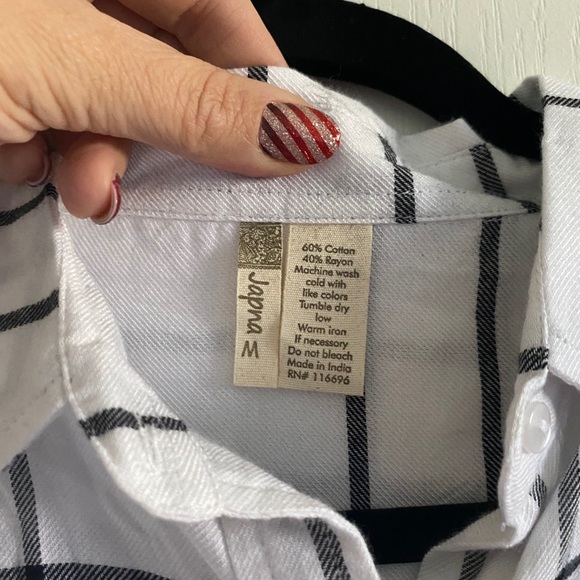 Japna
M
60% Cotton
40% Rayon
Machine wash
cold with
like colors
Tumble dry
low
Warm iron
If necessary
Do not bleach
Made in India
RN# 116696